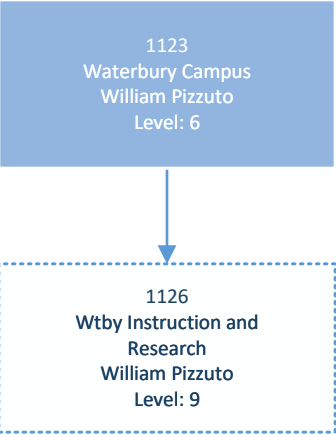 1123
Waterbury Campus
William Pizzuto
Level: 6
1126
Wtby Instruction and
Research
William Pizzuto
Level: 9